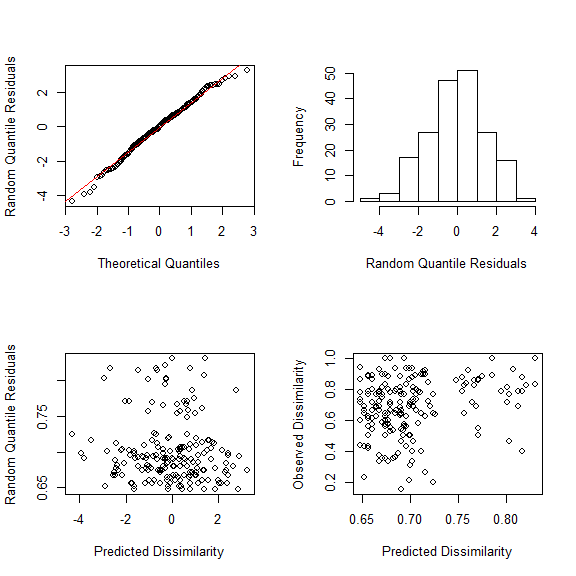 Random Quantile Residuals
-4 -2 0 2
-3 -2 -1 0 1 2 3
Theoretical Quantiles
Frequency
0 10 20 30 40 50
-4 -2 0 2 4
Random Quantile Residuals
Random Quantile Residuals
0.65 0.75
-4 -2 0 2
Predicted Dissimilarity
Observed Dissimilarity
0.2 0.4 0.6 0.8 1.0
0.65 0.70 0.75 0.80
Predicted Dissimilarity